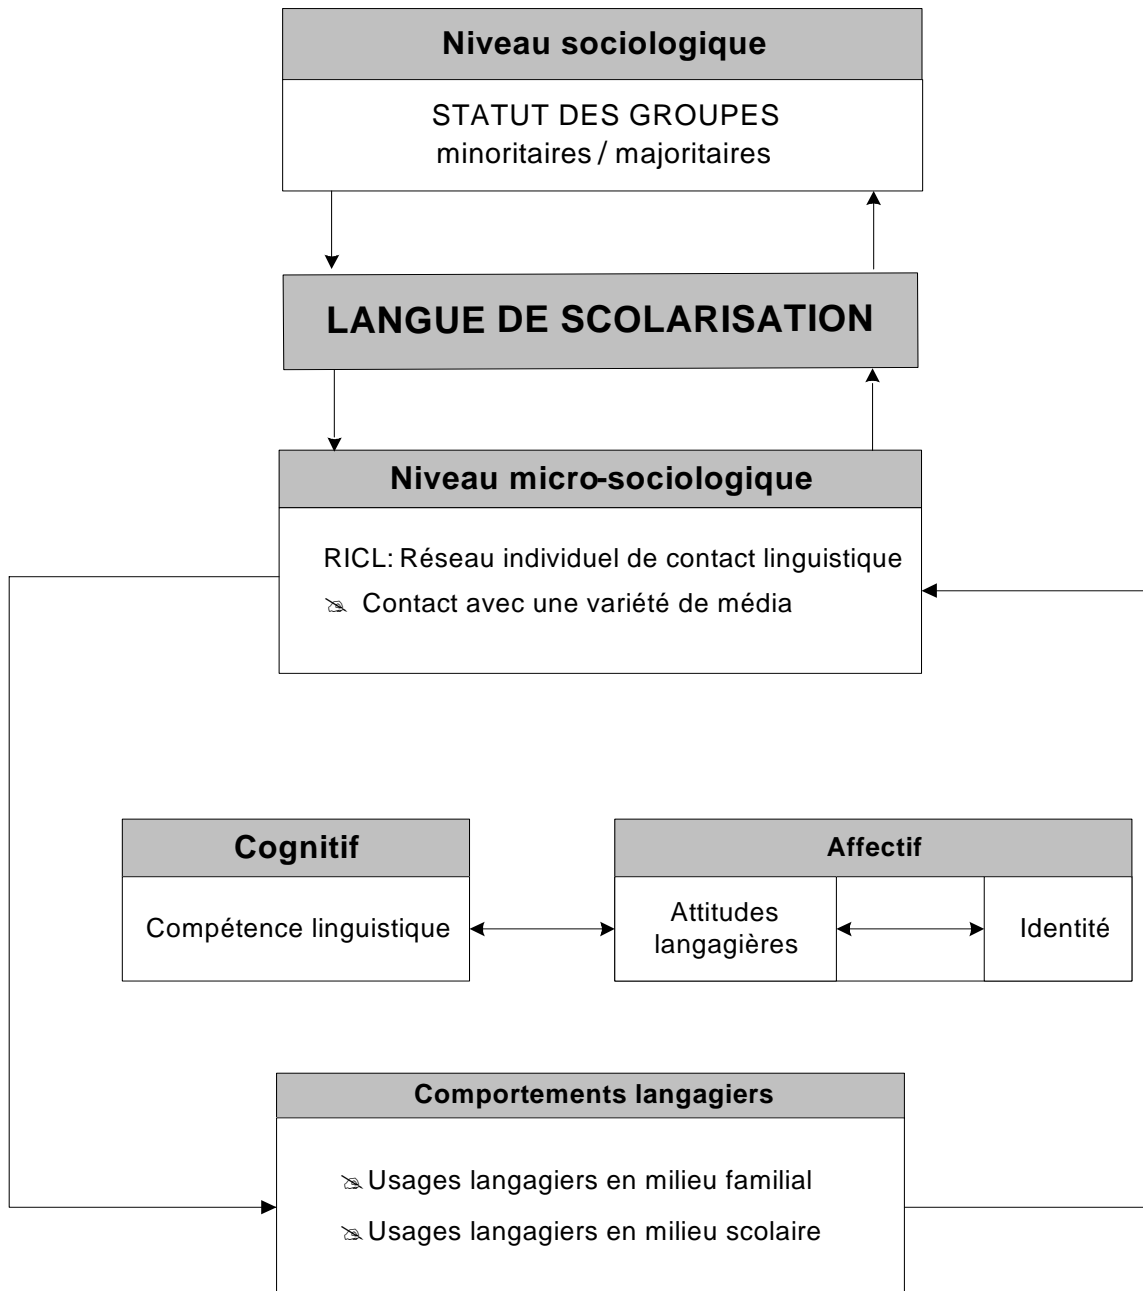 Niveau sociologique
STATUT DES GROUPES
minoritaires / majoritaires
LANGUE DE SCOLARISATION
Niveau micro-sociologique
RICL: Réseau individuel de contact linguistique
Contact avec une variété de média
Cognitif
Compétence linguistique
Affectif
Attitudes
langagières
Identité
Comportements langagiers
Usages langagiers en milieu familial
Usages langagiers en milieu scolaire